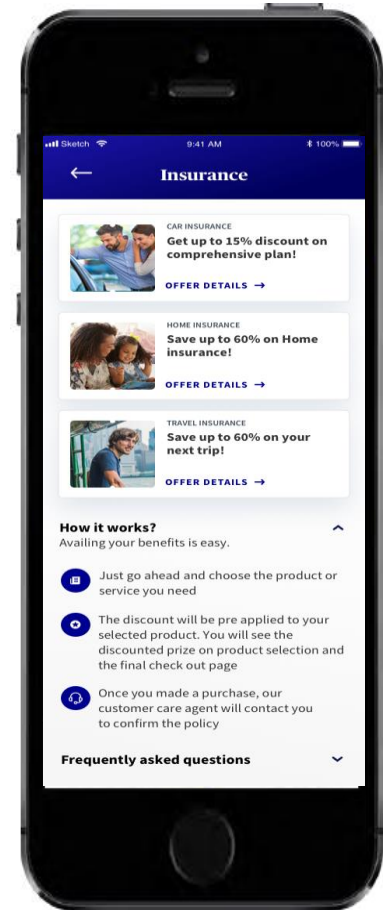 Sketch 9:41 AM 100%
Insurance
CAR INSURANCE
Get up to 15% discount on
comprehensive plan!
OFFER DETAILS →
HOME INSURANCE
Save up to 60% on Home
insurance!
OFFER DETAILS →
TRAVEL INSURANCE
Save up to 60% on your
next trip!
OFFER DETAILS →
How it works?
Availing your benefits is easy.
Just go ahead and choose the product or
service you need
The discount will be pre applied to your
selected product. You will see the
discounted prize on product selection and
the final check out page
Once you made a purchase, our
customer care agent will contact you
to confirm the policy
Frequently asked questions